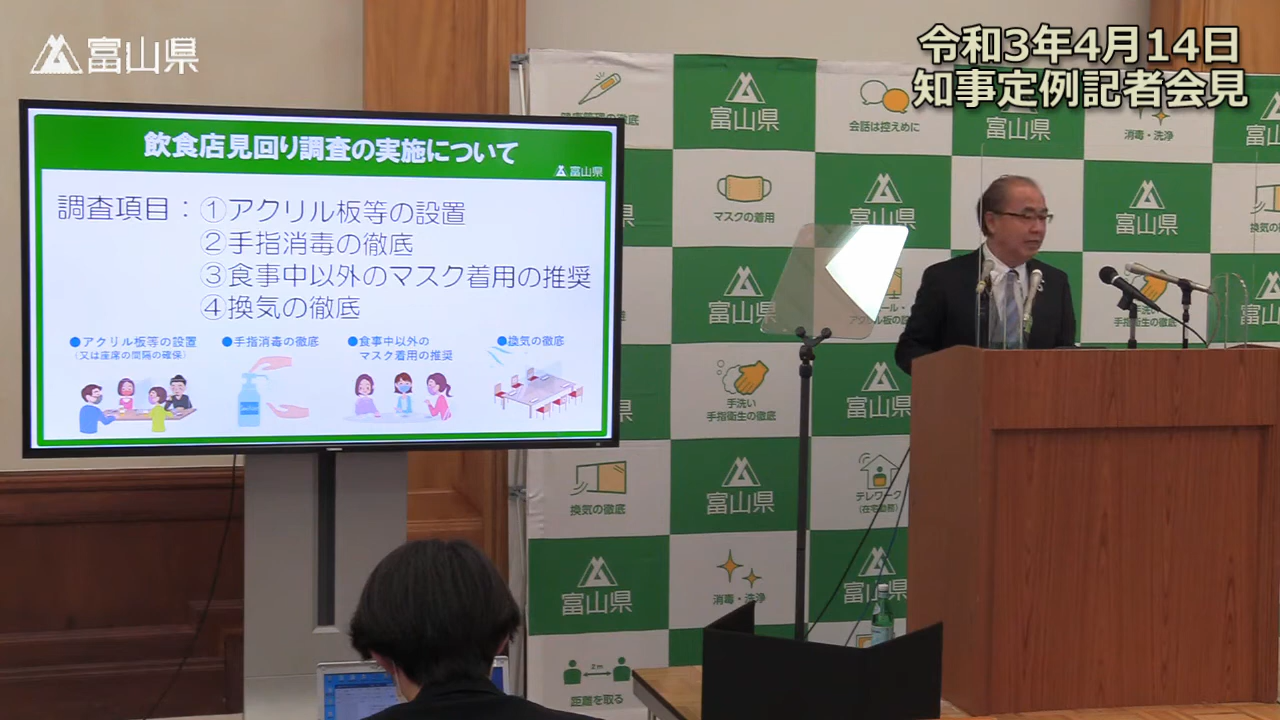 富山県
令和3年4月14日
知事定例記者会見
飲食店見回り調査の実施について
富山県
調査項目：①アクリル板等の設置
②手指消毒の徹底
③食事中以外のマスク着用の推奨
④換気の徹底
●アクリル板等の設置
（又は座席の間隔の確保）
●手指消毒の徹底
●食事中以外の
マスク着用の推奨
●換気の徹底
富山県
会話は控えめに
富山県
消毒・洗浄
マスクの着用
富山県
富山県
富山県
手洗い
手指衛生の徹底
富山県
換気の徹底
富山県
テレワーク
（在宅勤務）
富山県
消毒・洗浄
富山県
2m
距離を取る